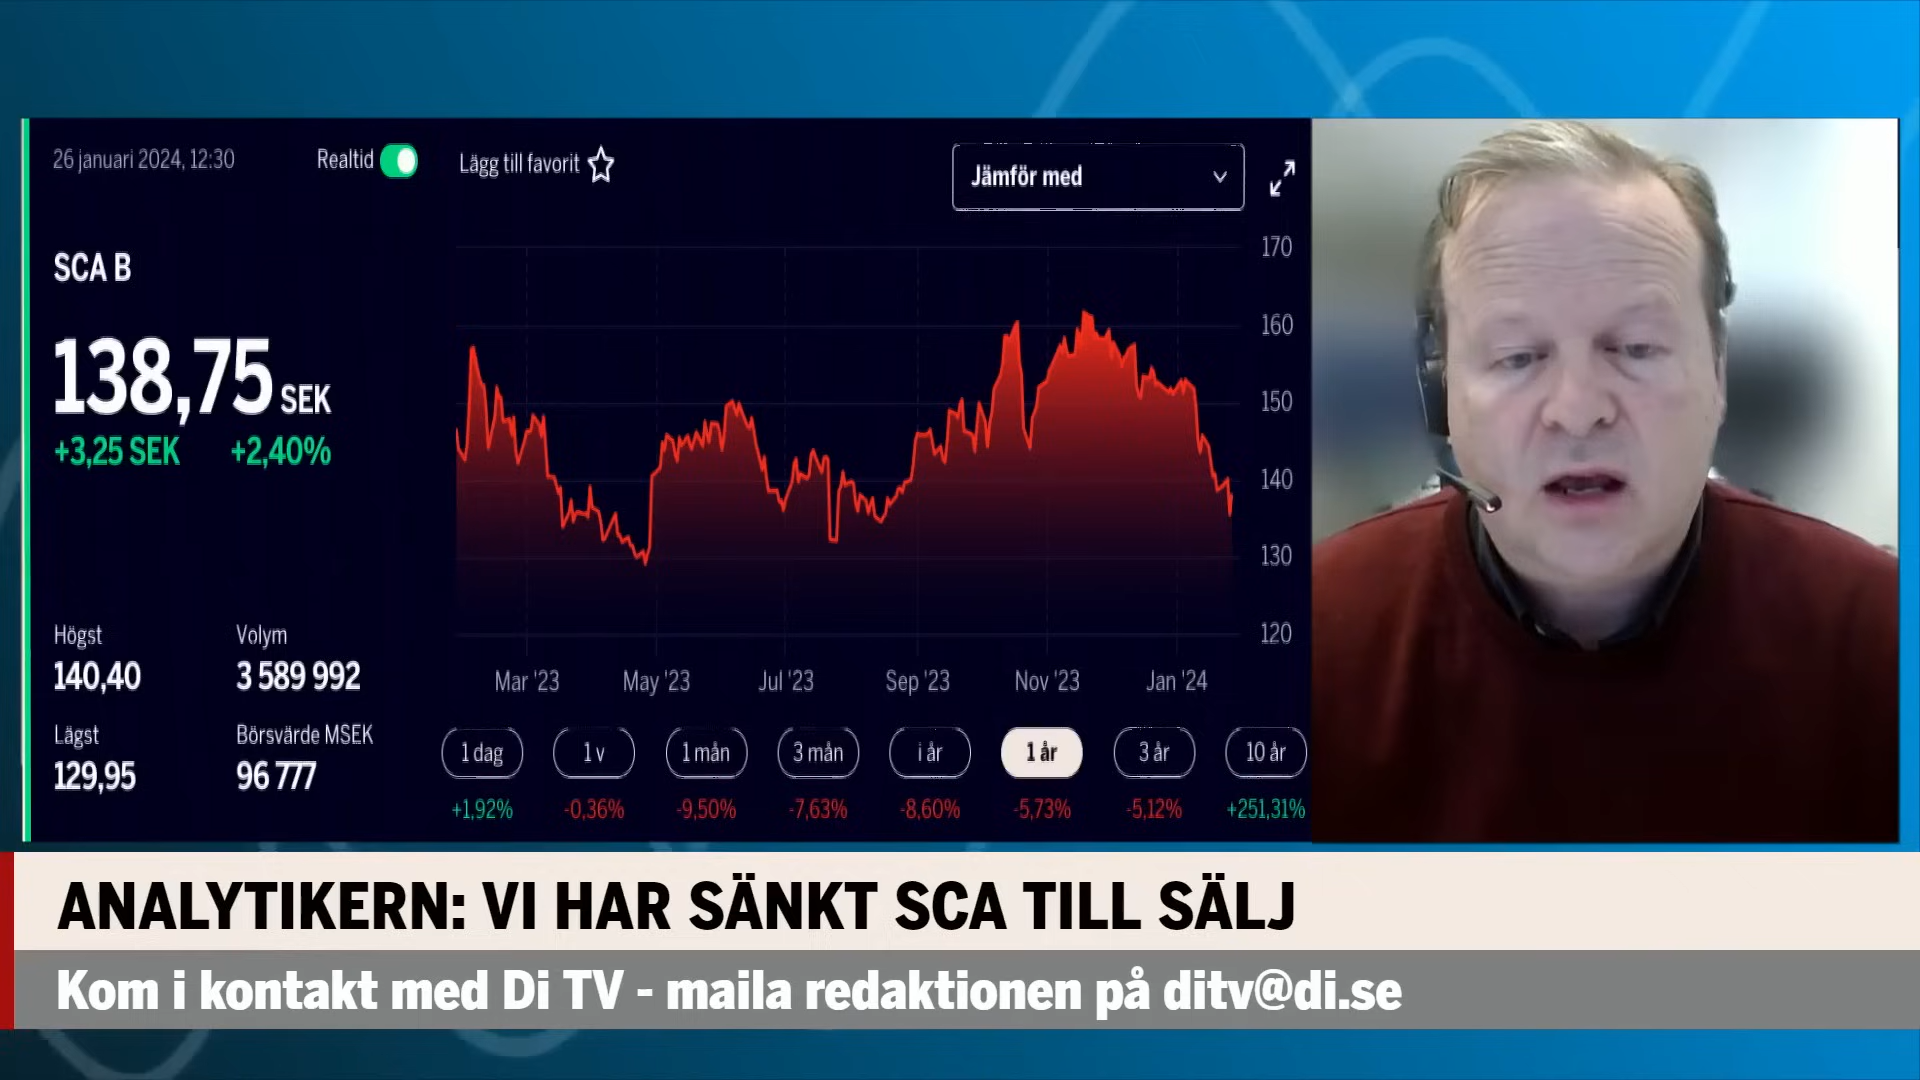 26 januari 2024, 12:30
Realtid
Lägg till favorit
Jämför med
SCA B
138,75 SEK
+3,25 SEK +2,40%
Högst
140,40
Volym
3 589 992
Lägst
129,95
Börsvärde MSEK
96 777
170
160
150
140
130
120
Mar '23 May '23 Jul '23 Sep '23 Nov '23 Jan '24
1 dag 1 v 1 mån 3 mån i år 1 år 3 år 10 år
+1,92% -0,36% -9,50% -7,63% -8,60% -5,73% -5,12% +251,31%
ANALYTIKERN: VI HAR SÄNKT SCA TILL SÄLJ
Kom i kontakt med Di TV - maila redaktionen på ditv@di.se